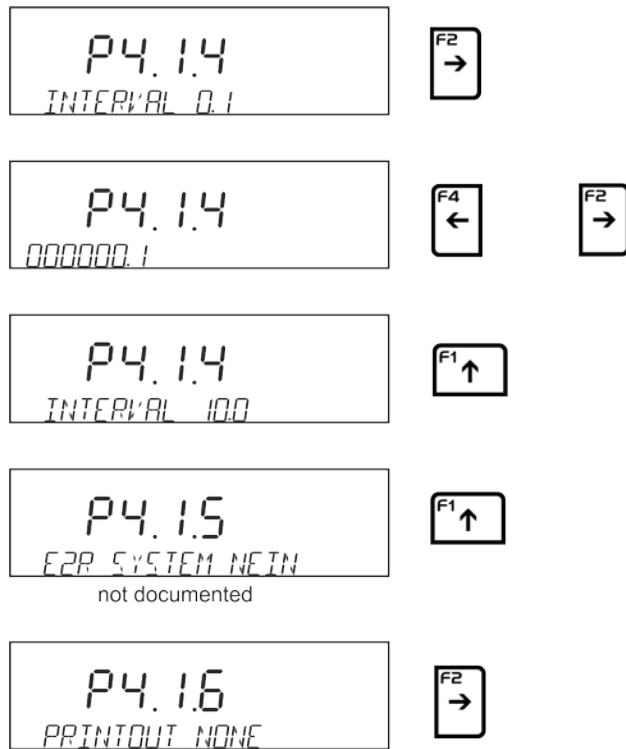 P4.1.4 F2 →
INTERVAL 0.1
P4.1.4 F4 ← F2 →
000000.1
P4.1.4 F1 ↑
INTERVAL 10.0
P4.1.5 F1 ↑
E2R SYSTEM NEIN
not documented
P4.1.6 F2 →
PRINTOUT NONE